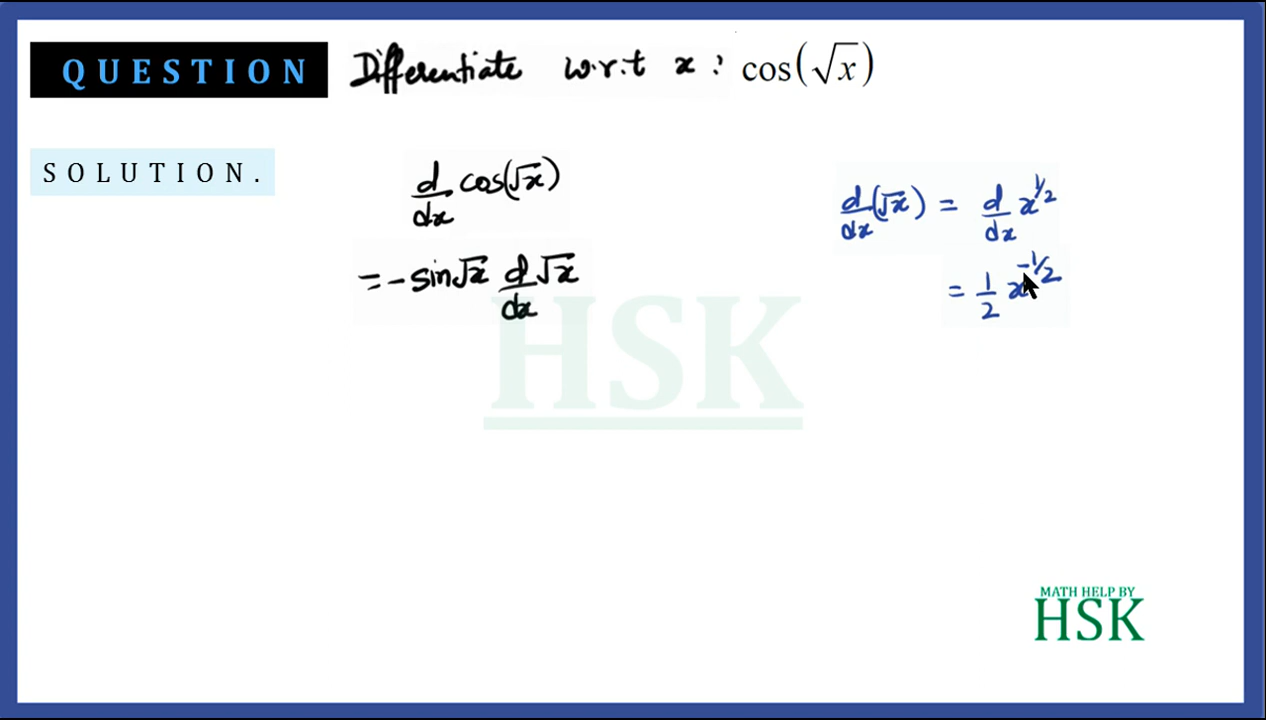 QUESTION Differentiate w.r.t x : cos(√x)
SOLUTION.
d/dx cos(√x)
= - sin√x d/dx √x
d/dx (√x) = d/dx x^1/2
= 1/2 x^-1/2
HSK
MATH HELP BY
HSK